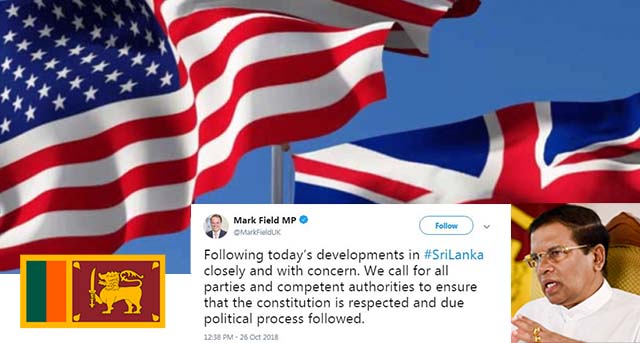 Mark Field MP
@MarkFieldUK
Follow
Following today's developments in #SriLanka
closely and with concern. We call for all
parties and competent authorities to ensure
that the constitution is respected and due
political process followed.
12:38 PM - 26 Oct 2018